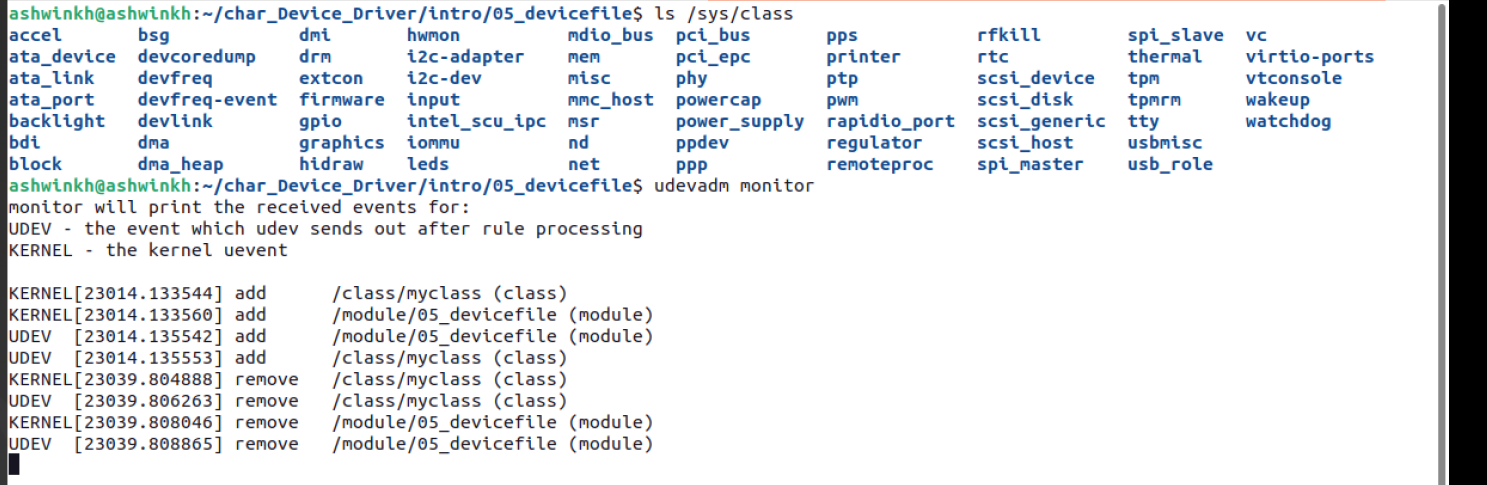 ashwinkh@ashwinkh:~/char_Device_Driver/intro/05_devicefile$ ls /sys/class
accel       bsg            dmi       hwmon          mdio_bus  pci_bus       pps            rfkill        spi_slave  vc
ata_device  devcoredump    drm       i2c-adapter    mem       pci_epc       printer        rtc           thermal    virtio-ports
ata_link    devfreq        extcon    i2c-dev        misc      phy           ptp            scsi_device   tpm        vtconsole
ata_port    devfreq-event  firmware  input          mmc_host  powercap      pwm            scsi_disk     tpmrm      wakeup
backlight   devlink        gpio      intel_scu_ipc  msr       power_supply  rapidio_port   scsi_generic  tty        watchdog
bdi         dma            graphics  iommu          nd        ppdev         regulator      scsi_host     usbmisc
block       dma_heap       hidraw    leds           net       ppp           remoteproc     spi_master    usb_role
ashwinkh@ashwinkh:~/char_Device_Driver/intro/05_devicefile$ udevadm monitor
monitor will print the received events for:
UDEV - the event which udev sends out after rule processing
KERNEL - the kernel uevent
KERNEL[23014.133544] add      /class/myclass (class)
KERNEL[23014.133560] add      /module/05_devicefile (module)
UDEV  [23014.135542] add      /module/05_devicefile (module)
UDEV  [23014.135553] add      /class/myclass (class)
KERNEL[23039.804888] remove   /class/myclass (class)
UDEV  [23039.806263] remove   /class/myclass (class)
KERNEL[23039.808046] remove   /module/05_devicefile (module)
UDEV  [23039.808865] remove   /module/05_devicefile (module)